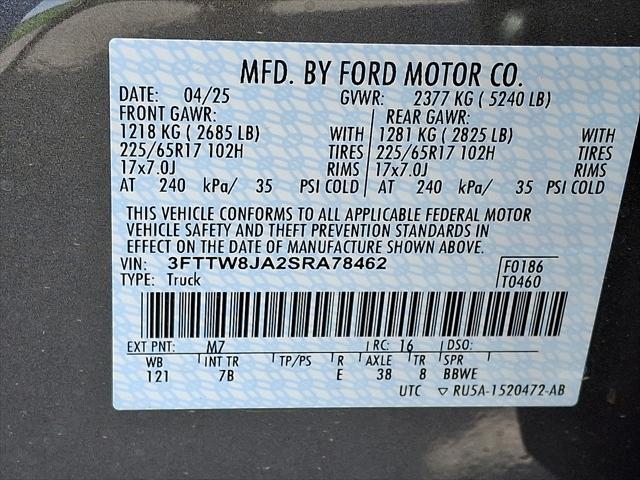 MFD. BY FORD MOTOR CO.
DATE: 04/25 GVWR: 2377 KG ( 5240 LB)
FRONT GAWR: REAR GAWR:
1218 KG ( 2685 LB) WITH 1281 KG ( 2825 LB) WITH
225/65R17 102H TIRES 225/65R17 102H TIRES
17x7.0J RIMS 17x7.0J RIMS
AT 240 kPa/ 35 PSI COLD AT 240 kPa/ 35 PSI COLD
THIS VEHICLE CONFORMS TO ALL APPLICABLE FEDERAL MOTOR
VEHICLE SAFETY AND THEFT PREVENTION STANDARDS IN
EFFECT ON THE DATE OF MANUFACTURE SHOWN ABOVE.
VIN: 3FTTW8JA2SRA78462 F0186
TYPE: Truck T0460
EXT PNT: M7 RC: 16 DSO:
WB INT TR TP/PS R AXLE TR SPR
121 7B E 38 8 BBWE
UTC ▽ RU5A-1520472-AB